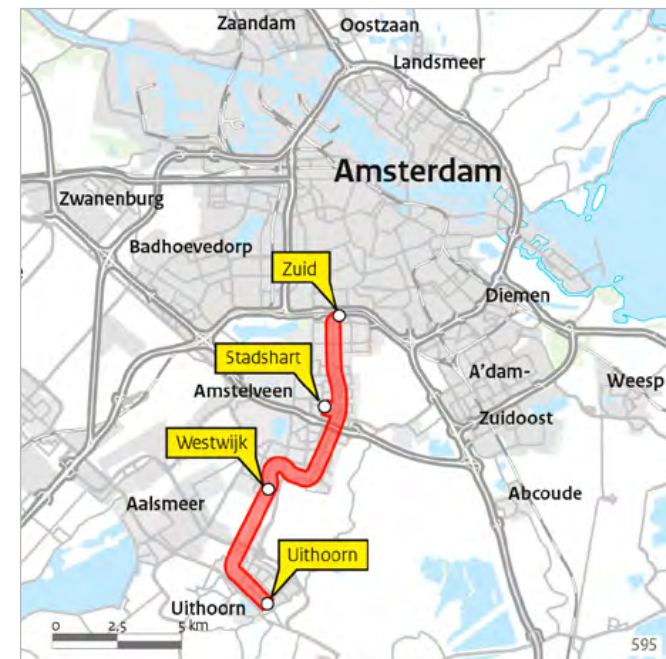 Zaandam
Oostzaan
Landsmeer
Amsterdam
Zwanenburg
Badhoevedorp
Zuid
Diemen
Stadshart
A'dam-
Weesp
Amstelveen
Zuidoost
Westwijk
Aalsmeer
Abcoude
Uithoorn
Uithoorn
0 2,5 5 km
595